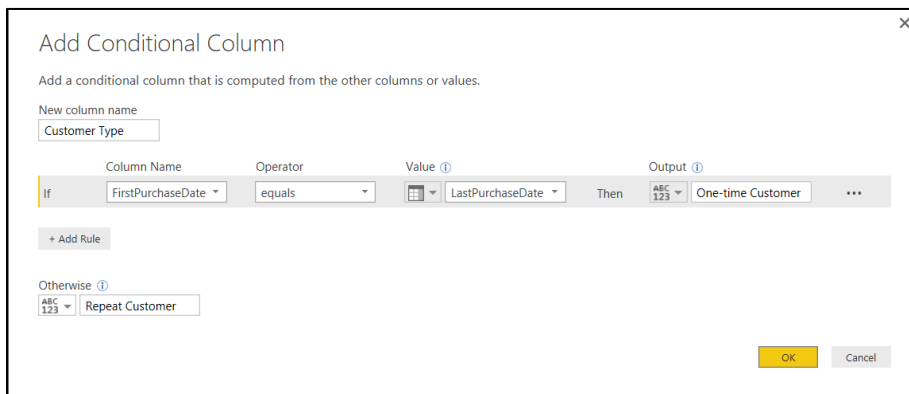 Add Conditional Column
Add a conditional column that is computed from the other columns or values.
New column name
Customer Type
Column Name Operator Value Output
If FirstPurchaseDate equals LastPurchaseDate Then ABC 123 One-time Customer ...
+ Add Rule
Otherwise
ABC 123 Repeat Customer
OK Cancel